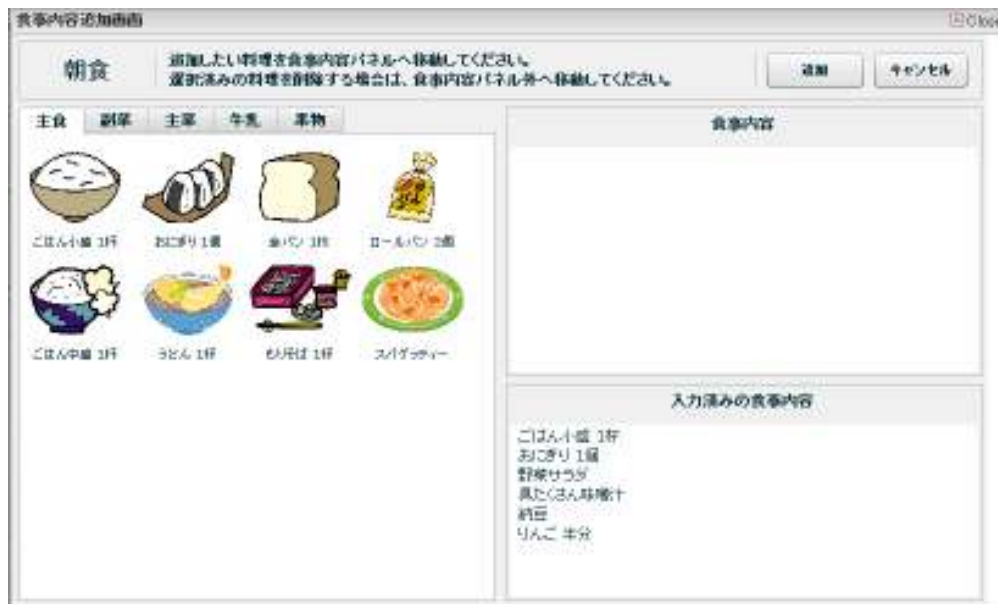 食事内容追加画面
Close
朝食
追加したい料理を食事内容パネルへ移動してください。
選択済みの料理を削除する場合は、食事内容パネル外へ移動してください。
追加
キャンセル
主食 副菜 主菜 牛乳 果物
ごはん小盛 1杯 おにぎり 1個 食パン 1枚 ロールパン 2個
ごはん中盛 1杯 うどん 1杯 もりそば 1杯 スパゲッティー
食事内容
入力済みの食事内容
ごはん小盛 1杯
おにぎり 1個
野菜サラダ
具たくさん味噌汁
納豆
りんご 半分